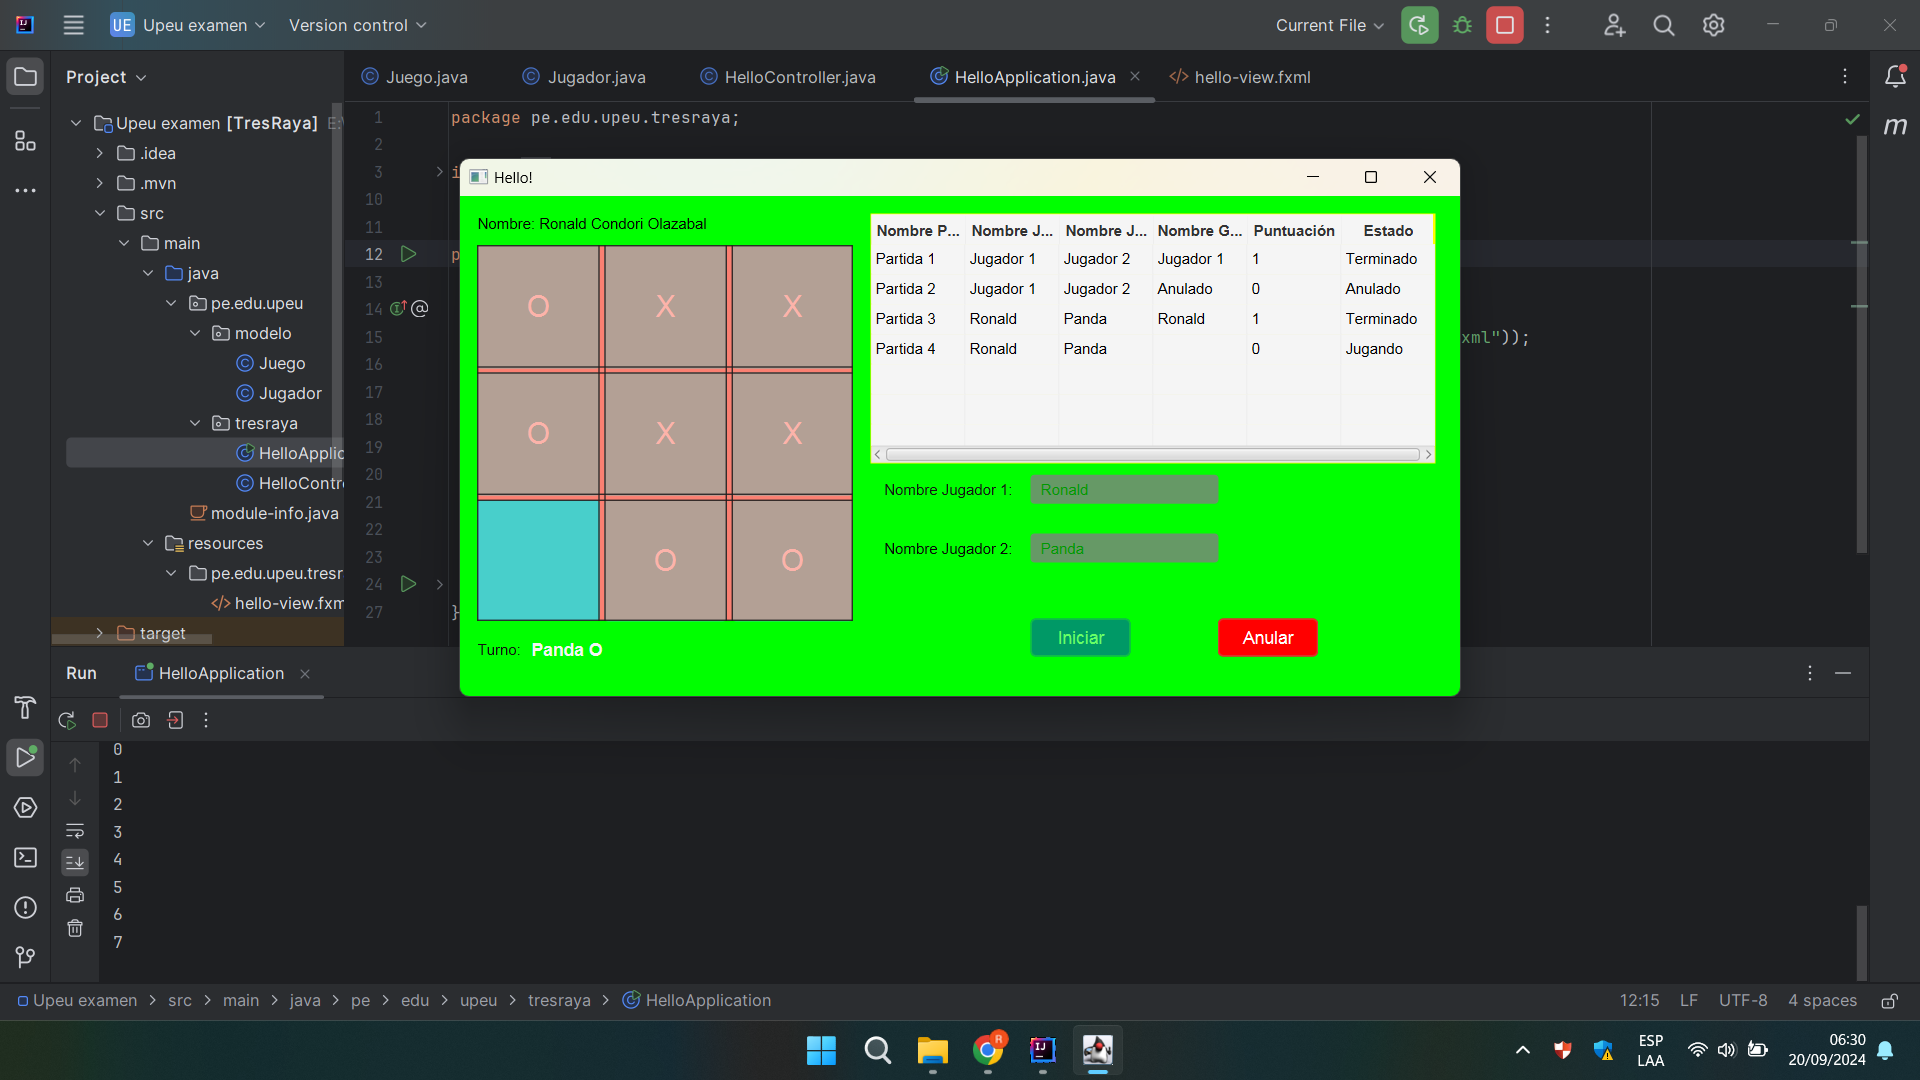 UE Upeu examen Version control Current File
Project
Juego.java Jugador.java HelloController.java HelloApplication.java hello-view.fxml
Upeu examen [TresRaya] E:\
.idea
.mvn
src
main
java
pe.edu.upeu
modelo
Juego
Jugador
tresraya
HelloApplic
HelloContr
module-info.java
resources
pe.edu.upeu.tresr
hello-view.fxm
target
1 package pe.edu.upeu.tresraya;
2
3 i
10
11
12 p
13
14 @
15 xml"));
16
17
18
19
20
21
22
23
24
27 }
Hello!
Nombre: Ronald Condori Olazabal
O X X
O X X
O O
Turno: Panda O
Nombre P... Nombre J... Nombre J... Nombre G... Puntuación Estado
Partida 1 Jugador 1 Jugador 2 Jugador 1 1 Terminado
Partida 2 Jugador 1 Jugador 2 Anulado 0 Anulado
Partida 3 Ronald Panda Ronald 1 Terminado
Partida 4 Ronald Panda 0 Jugando
Nombre Jugador 1: Ronald
Nombre Jugador 2: Panda
Iniciar Anular
Run HelloApplication
0
1
2
3
4
5
6
7
Upeu examen > src > main > java > pe > edu > upeu > tresraya > HelloApplication
12:15 LF UTF-8 4 spaces
ESP
LAA
06:30
20/09/2024